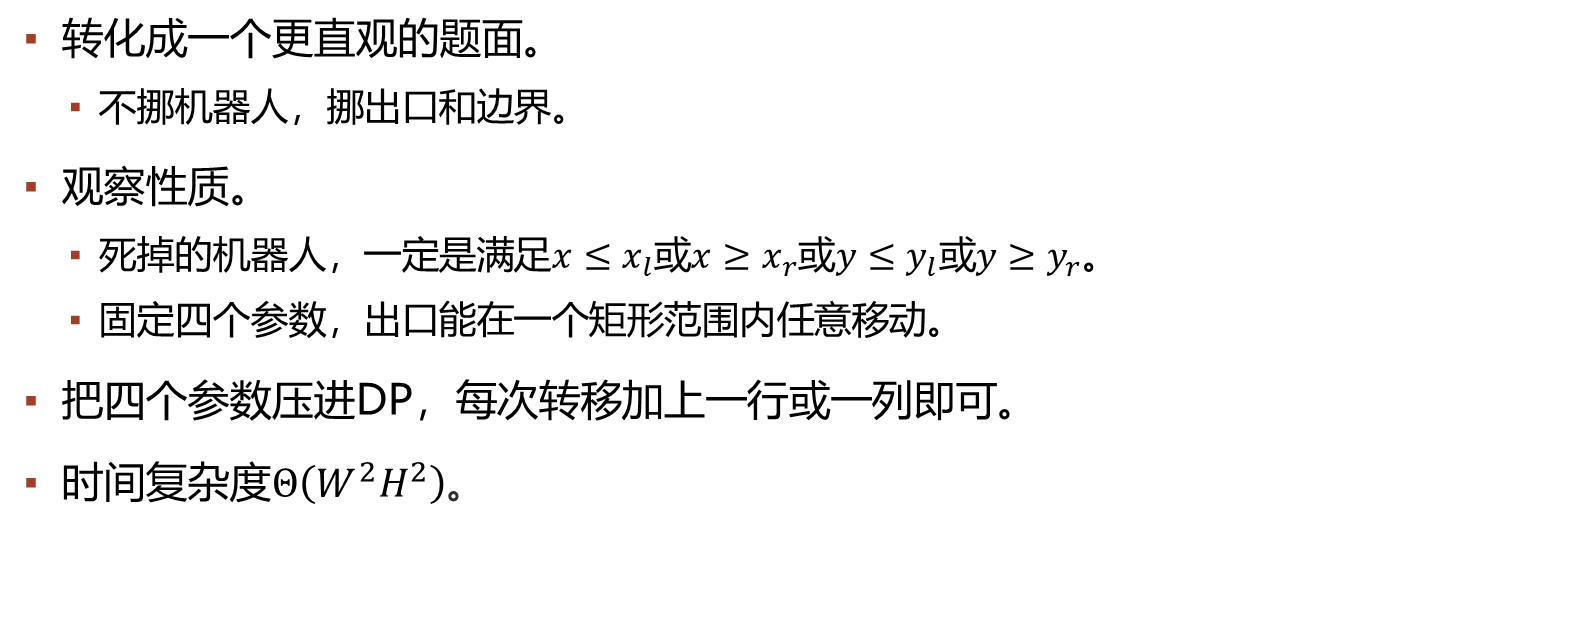 ▪ 转化成一个更直观的题面。
▪ 不挪机器人，挪出口和边界。
▪ 观察性质。
▪ 死掉的机器人，一定是满足x ≤ x_l或x ≥ x_r或y ≤ y_l或y ≥ y_r。
▪ 固定四个参数，出口能在一个矩形范围内任意移动。
▪ 把四个参数压进DP，每次转移加上一行或一列即可。
▪ 时间复杂度Θ(W²H²)。